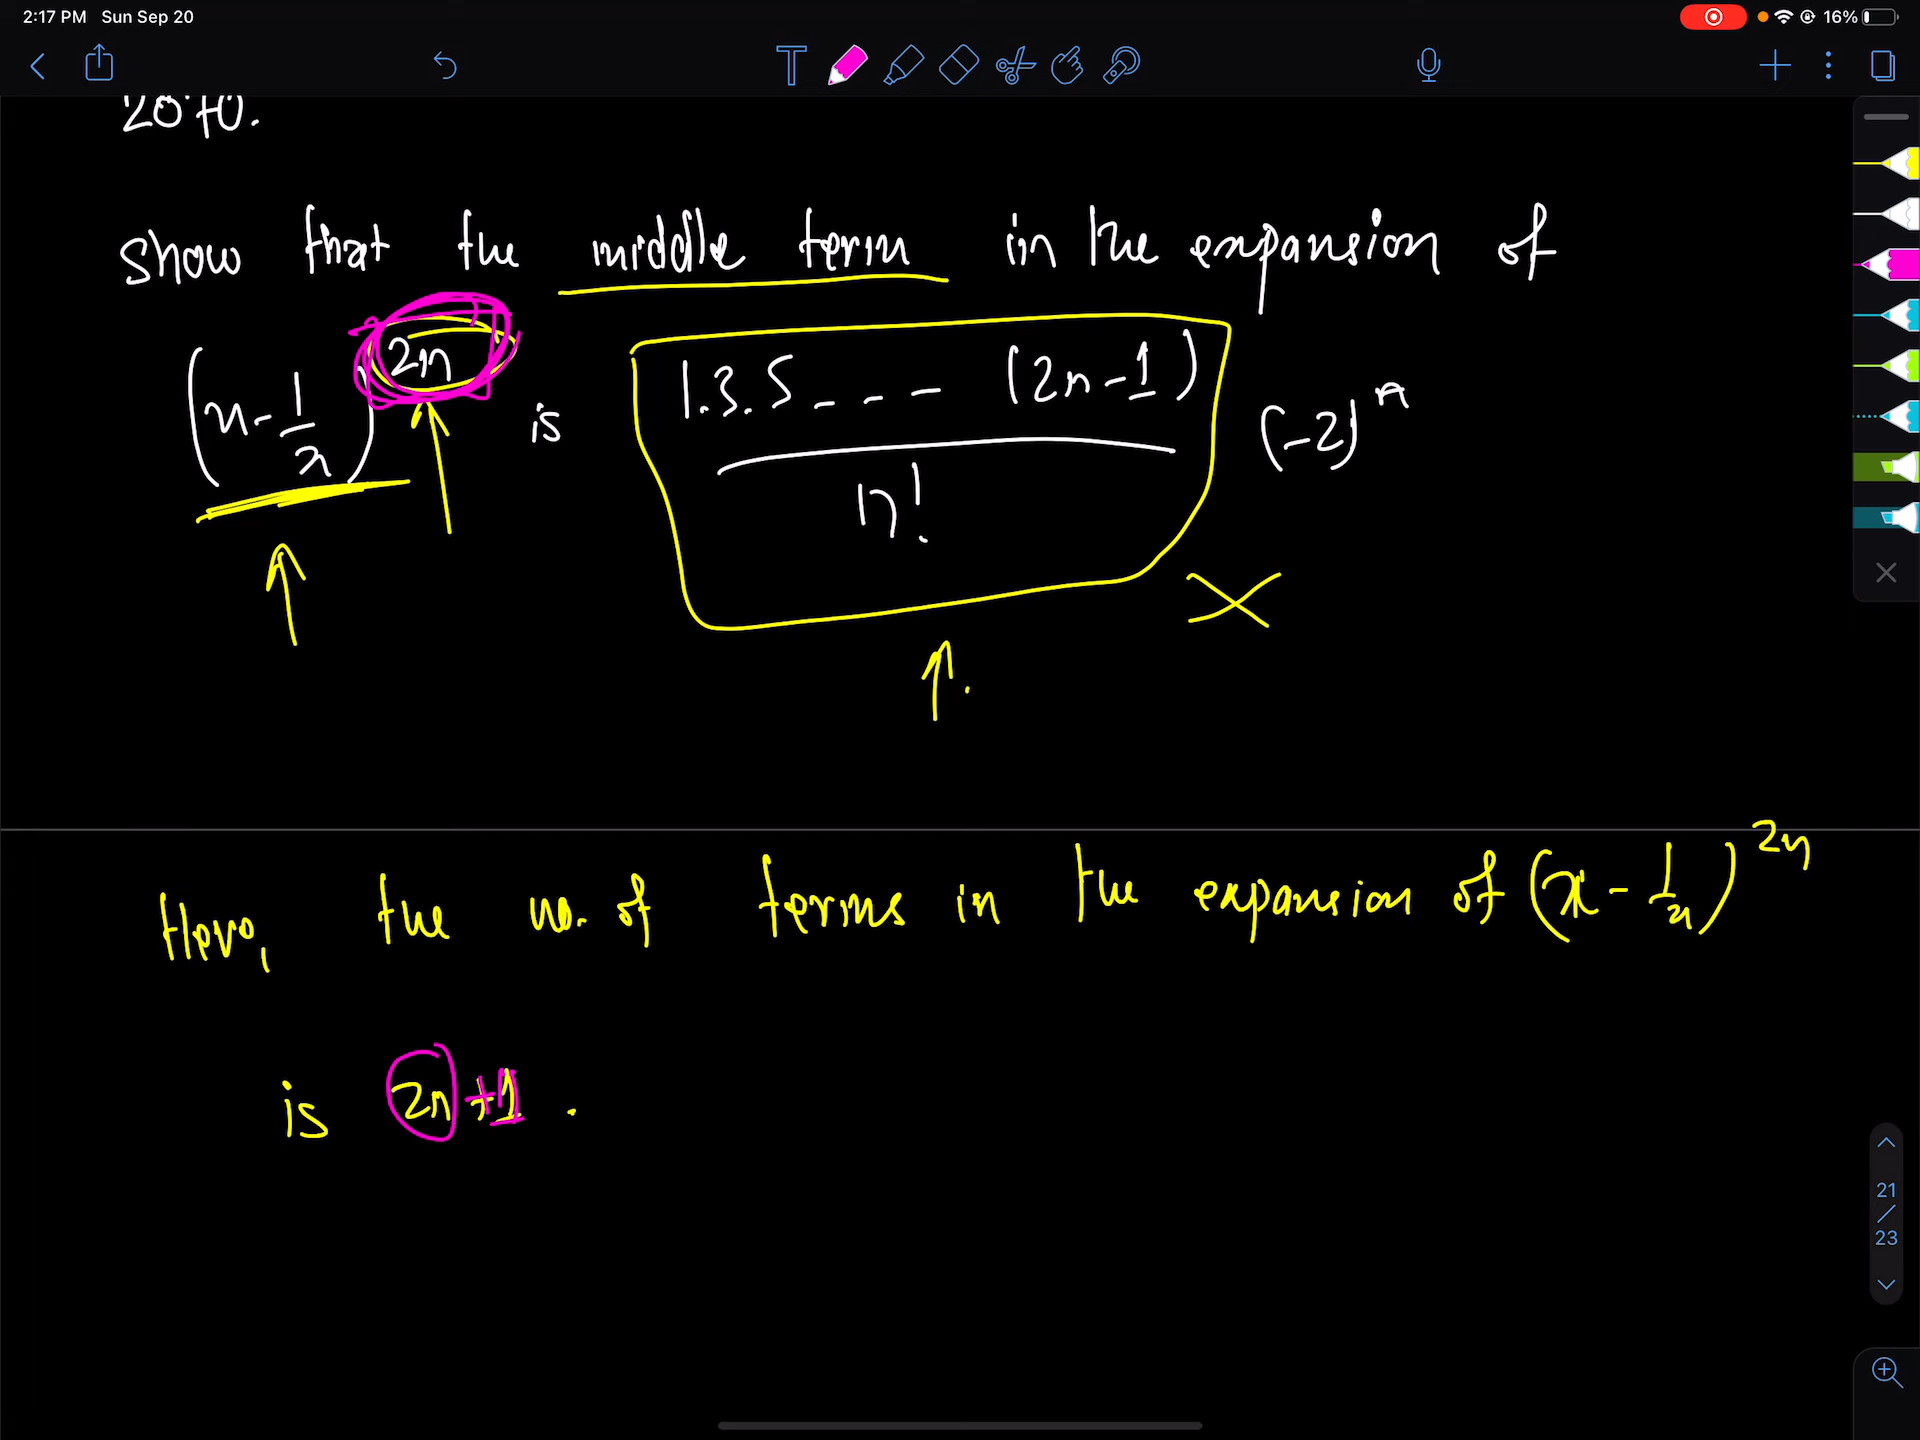 2:17 PM Sun Sep 20
16%
2070.
show that the middle term in the expansion of
(x - 1/x)^2n is 1.3.5 - - - (2n-1) / n! (-2)^n
Here, the no. of terms in the expansion of (x - 1/x)^2n
is 2n+1.
21
/
23